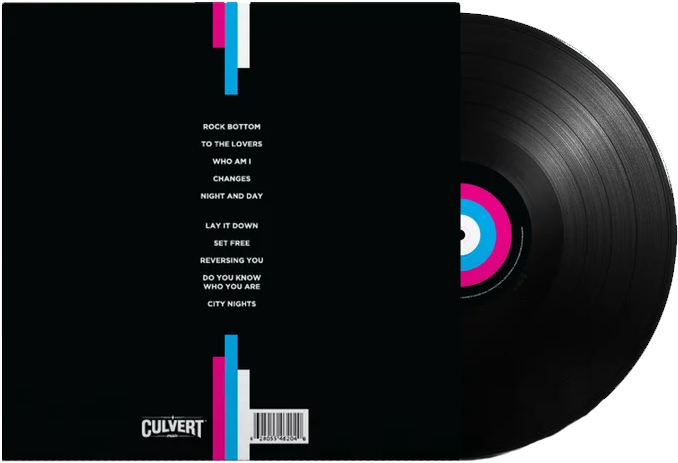 ROCK BOTTOM
TO THE LOVERS
WHO AM I
CHANGES
NIGHT AND DAY
LAY IT DOWN
SET FREE
REVERSING YOU
DO YOU KNOW
WHO YOU ARE
CITY NIGHTS
CULVERT